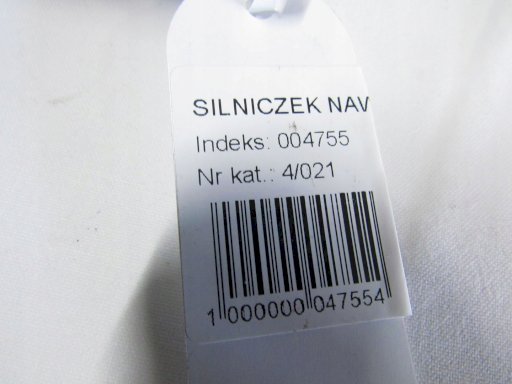 SILNICZEK NAV
Indeks: 004755
Nr kat.: 4/021
1 000000 047554